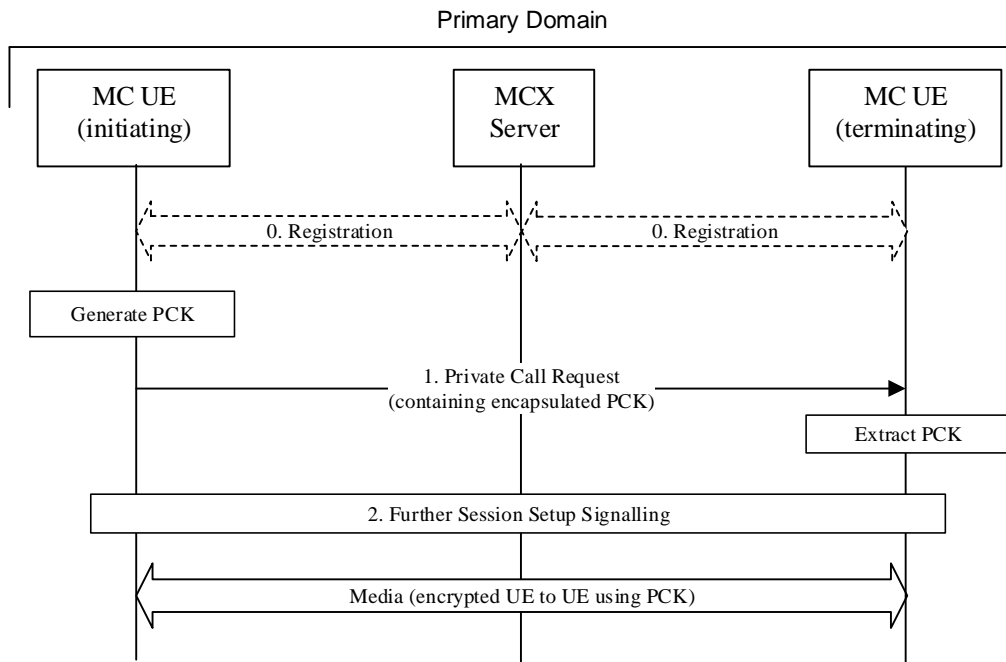 Primary Domain
MC UE
(initiating)
MCX
Server
MC UE
(terminating)
0. Registration
0. Registration
Generate PCK
1. Private Call Request
(containing encapsulated PCK)
Extract PCK
2. Further Session Setup Signalling
Media (encrypted UE to UE using PCK)